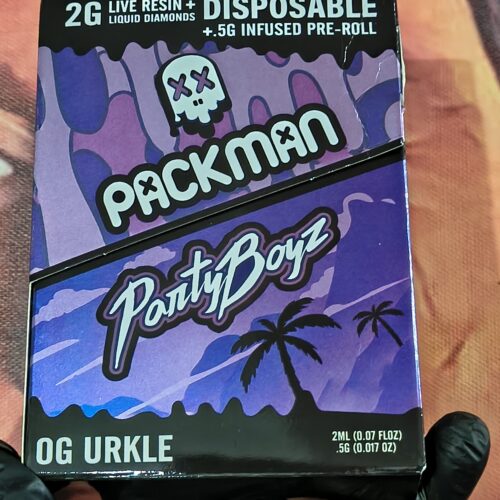 2G LIVE RESIN + LIQUID DIAMONDS DISPOSABLE
+.5G INFUSED PRE-ROLL
PACKMAN
PartyBoyz
OG URKLE
2ML (0.07 FLOZ)
.5G (0.017 OZ)